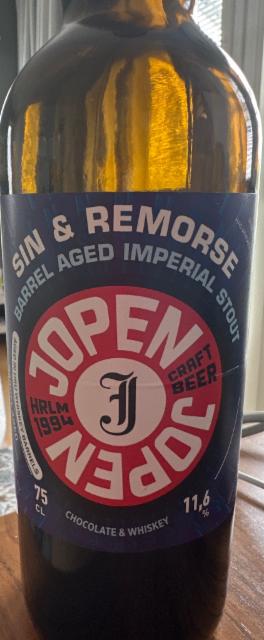 SIN & REMORSE
BARREL AGED IMPERIAL STOUT
JOPEN
CRAFT
BEER
HRLM
1994
J
JOPEN
75
CL
11,6
%
CHOCOLATE & WHISKEY